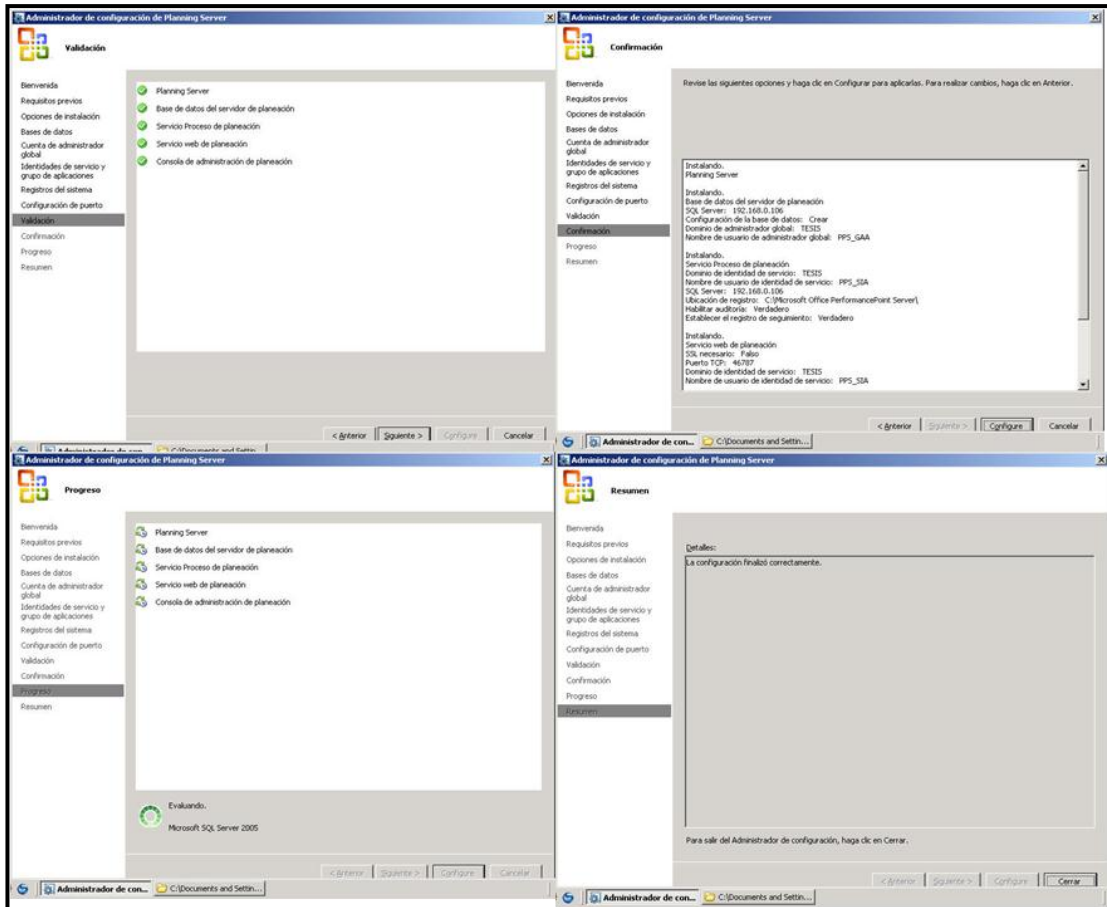 Administrador de configuración de Planning Server
Validación
Bienvenida
Requisitos previos
Opciones de instalación
Bases de datos
Cuenta de administrador
global
Identidades de servicio y
grupo de aplicaciones
Registros del sistema
Configuración de puerto
Validación
Confirmación
Progreso
Resumen
Planning Server
Base de datos del servidor de planeación
Servicio Proceso de planeación
Servicio web de planeación
Consola de administración de planeación
< Anterior
Siguiente >
Configure
Cancelar
Administrador de con...
C:\Documents and Settin...
Administrador de configuración de Planning Server
Confirmación
Bienvenida
Requisitos previos
Opciones de instalación
Bases de datos
Cuenta de administrador
global
Identidades de servicio y
grupo de aplicaciones
Registros del sistema
Configuración de puerto
Validación
Confirmación
Progreso
Resumen
Revise las siguientes opciones y haga clic en Configurar para aplicarlas. Para realizar cambios, haga clic en Anterior.
Instalando.
Planning Server
Instalando.
Base de datos del servidor de planeación
SQL Server: 192.168.0.106
Configuración de la base de datos: Crear
Dominio de administrador global: TESIS
Nombre de usuario de administrador global: PPS_GAA
Instalando.
Servicio Proceso de planeación
Dominio de identidad de servicio: TESIS
Nombre de usuario de identidad de servicio: PPS_SIA
SQL Server: 192.168.0.106
Ubicación de registro: C:\Microsoft Office PerformancePoint Server\
Habilitar auditoría: Verdadero
Establecer el registro de seguimiento: Verdadero
Instalando.
Servicio web de planeación
SSL necesario: Falso
Puerto TCP: 46787
Dominio de identidad de servicio: TESIS
Nombre de usuario de identidad de servicio: PPS_SIA
< Anterior
Siguiente >
Configure
Cancelar
Administrador de con...
C:\Documents and Settin...
Administrador de configuración de Planning Server
Progreso
Bienvenida
Requisitos previos
Opciones de instalación
Bases de datos
Cuenta de administrador
global
Identidades de servicio y
grupo de aplicaciones
Registros del sistema
Configuración de puerto
Validación
Confirmación
Progreso
Resumen
Planning Server
Base de datos del servidor de planeación
Servicio Proceso de planeación
Servicio web de planeación
Consola de administración de planeación
Evaluando.
Microsoft SQL Server 2005
< Anterior
Siguiente >
Configure
Cancelar
Administrador de con...
C:\Documents and Settin...
Administrador de configuración de Planning Server
Resumen
Bienvenida
Requisitos previos
Opciones de instalación
Bases de datos
Cuenta de administrador
global
Identidades de servicio y
grupo de aplicaciones
Registros del sistema
Configuración de puerto
Validación
Confirmación
Progreso
Resumen
Detalles:
La configuración finalizó correctamente.
Para salir del Administrador de configuración, haga clic en Cerrar.
< Anterior
Siguiente >
Configure
Cerrar
Administrador de con...
C:\Documents and Settin...